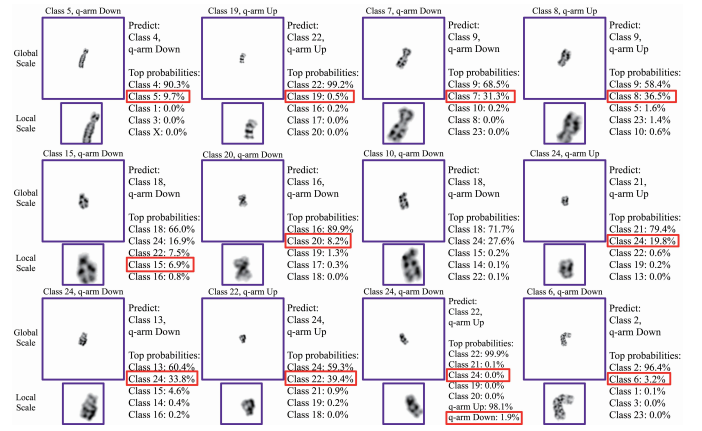 Class 5, q-arm Down
Global
Scale
Local
Scale
Predict:
Class 4,
q-arm Down
Top probabilities:
Class 4: 90.3%
Class 5: 9.7%
Class 1: 0.0%
Class 3: 0.0%
Class X: 0.0%
Class 19, q-arm Up
Predict:
Class 22,
q-arm Up
Top probabilities:
Class 22: 99.2%
Class 19: 0.5%
Class 16: 0.2%
Class 17: 0.0%
Class 20: 0.0%
Class 7, q-arm Down
Predict:
Class 9,
q-arm Down
Top probabilities:
Class 9: 68.5%
Class 7: 31.3%
Class 10: 0.2%
Class 8: 0.0%
Class 23: 0.0%
Class 8, q-arm Up
Predict:
Class 9,
q-arm Up
Top probabilities:
Class 9: 58.4%
Class 8: 36.5%
Class 5: 1.6%
Class 23: 1.4%
Class 10: 0.6%
Class 15, q-arm Down
Global
Scale
Local
Scale
Predict:
Class 18,
q-arm Down
Top probabilities:
Class 18: 66.0%
Class 24: 16.9%
Class 22: 7.5%
Class 15: 6.9%
Class 16: 0.8%
Class 20, q-arm Down
Predict:
Class 16,
q-arm Down
Top probabilities:
Class 16: 89.9%
Class 20: 8.2%
Class 19: 1.3%
Class 17: 0.3%
Class 18: 0.0%
Class 10, q-arm Down
Predict:
Class 18,
q-arm Down
Top probabilities:
Class 18: 71.7%
Class 24: 27.6%
Class 15: 0.2%
Class 14: 0.1%
Class 22: 0.1%
Class 24, q-arm Up
Predict:
Class 21,
q-arm Up
Top probabilities:
Class 21: 79.4%
Class 24: 19.8%
Class 22: 0.6%
Class 19: 0.2%
Class 13: 0.0%
Class 24, q-arm Down
Global
Scale
Local
Scale
Predict:
Class 13,
q-arm Down
Top probabilities:
Class 13: 60.4%
Class 24: 33.8%
Class 15: 4.6%
Class 14: 0.4%
Class 16: 0.2%
Class 22, q-arm Up
Predict:
Class 24,
q-arm Up
Top probabilities:
Class 24: 59.3%
Class 22: 39.4%
Class 21: 0.9%
Class 19: 0.2%
Class 18: 0.0%
Class 24, q-arm Down
Predict:
Class 22,
q-arm Up
Top probabilities:
Class 22: 99.9%
Class 21: 0.1%
Class 24: 0.0%
Class 19: 0.0%
Class 20: 0.0%
q-arm Up: 98.1%
q-arm Down: 1.9%
Class 6, q-arm Down
Predict:
Class 2,
q-arm Down
Top probabilities:
Class 2: 96.4%
Class 6: 3.2%
Class 1: 0.1%
Class 3: 0.0%
Class 23: 0.0%